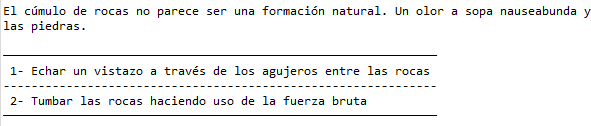 El cúmulo de rocas no parece ser una formación natural. Un olor a sopa nauseabunda y
las piedras.
1- Echar un vistazo a través de los agujeros entre las rocas
2- Tumbar las rocas haciendo uso de la fuerza bruta